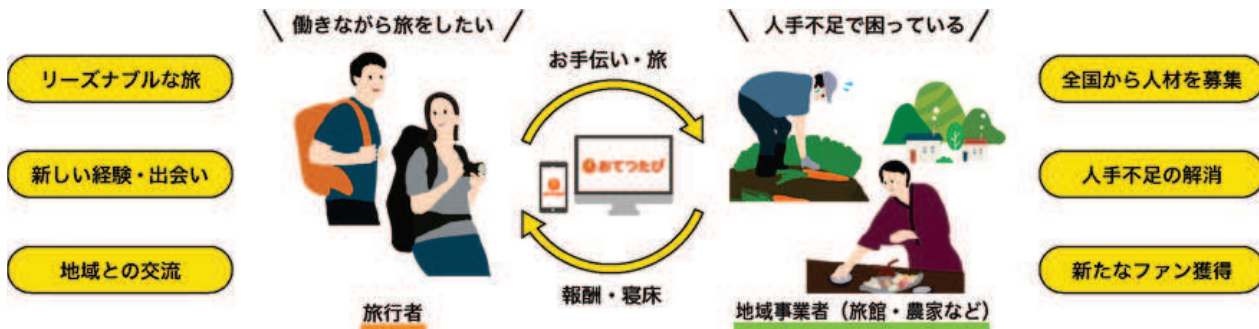 働きながら旅をしたい
人手不足で困っている
リーズナブルな旅
新しい経験・出会い
地域との交流
お手伝い・旅
おてつたび
報酬・寝床
全国から人材を募集
人手不足の解消
新たなファン獲得
旅行者
地域事業者（旅館・農家など）